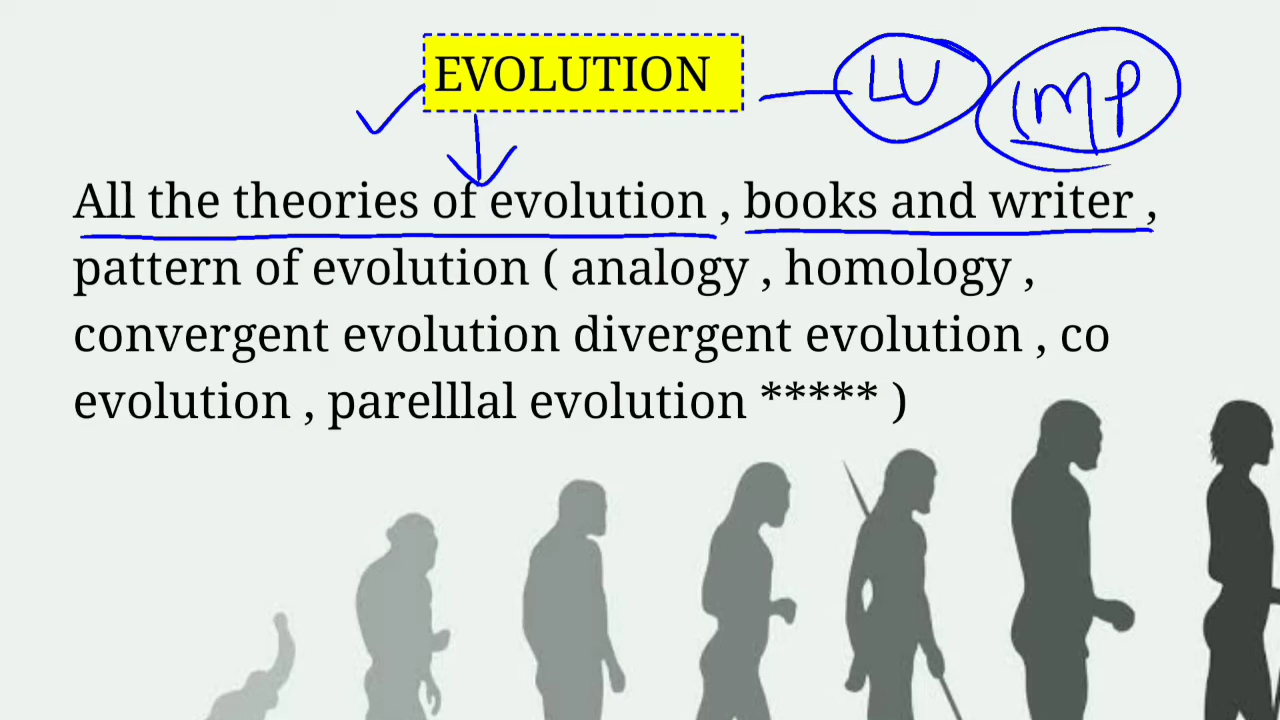 EVOLUTION
LU IMP
All the theories of evolution , books and writer ,
pattern of evolution ( analogy , homology ,
convergent evolution divergent evolution , co
evolution , parelllal evolution ***** )